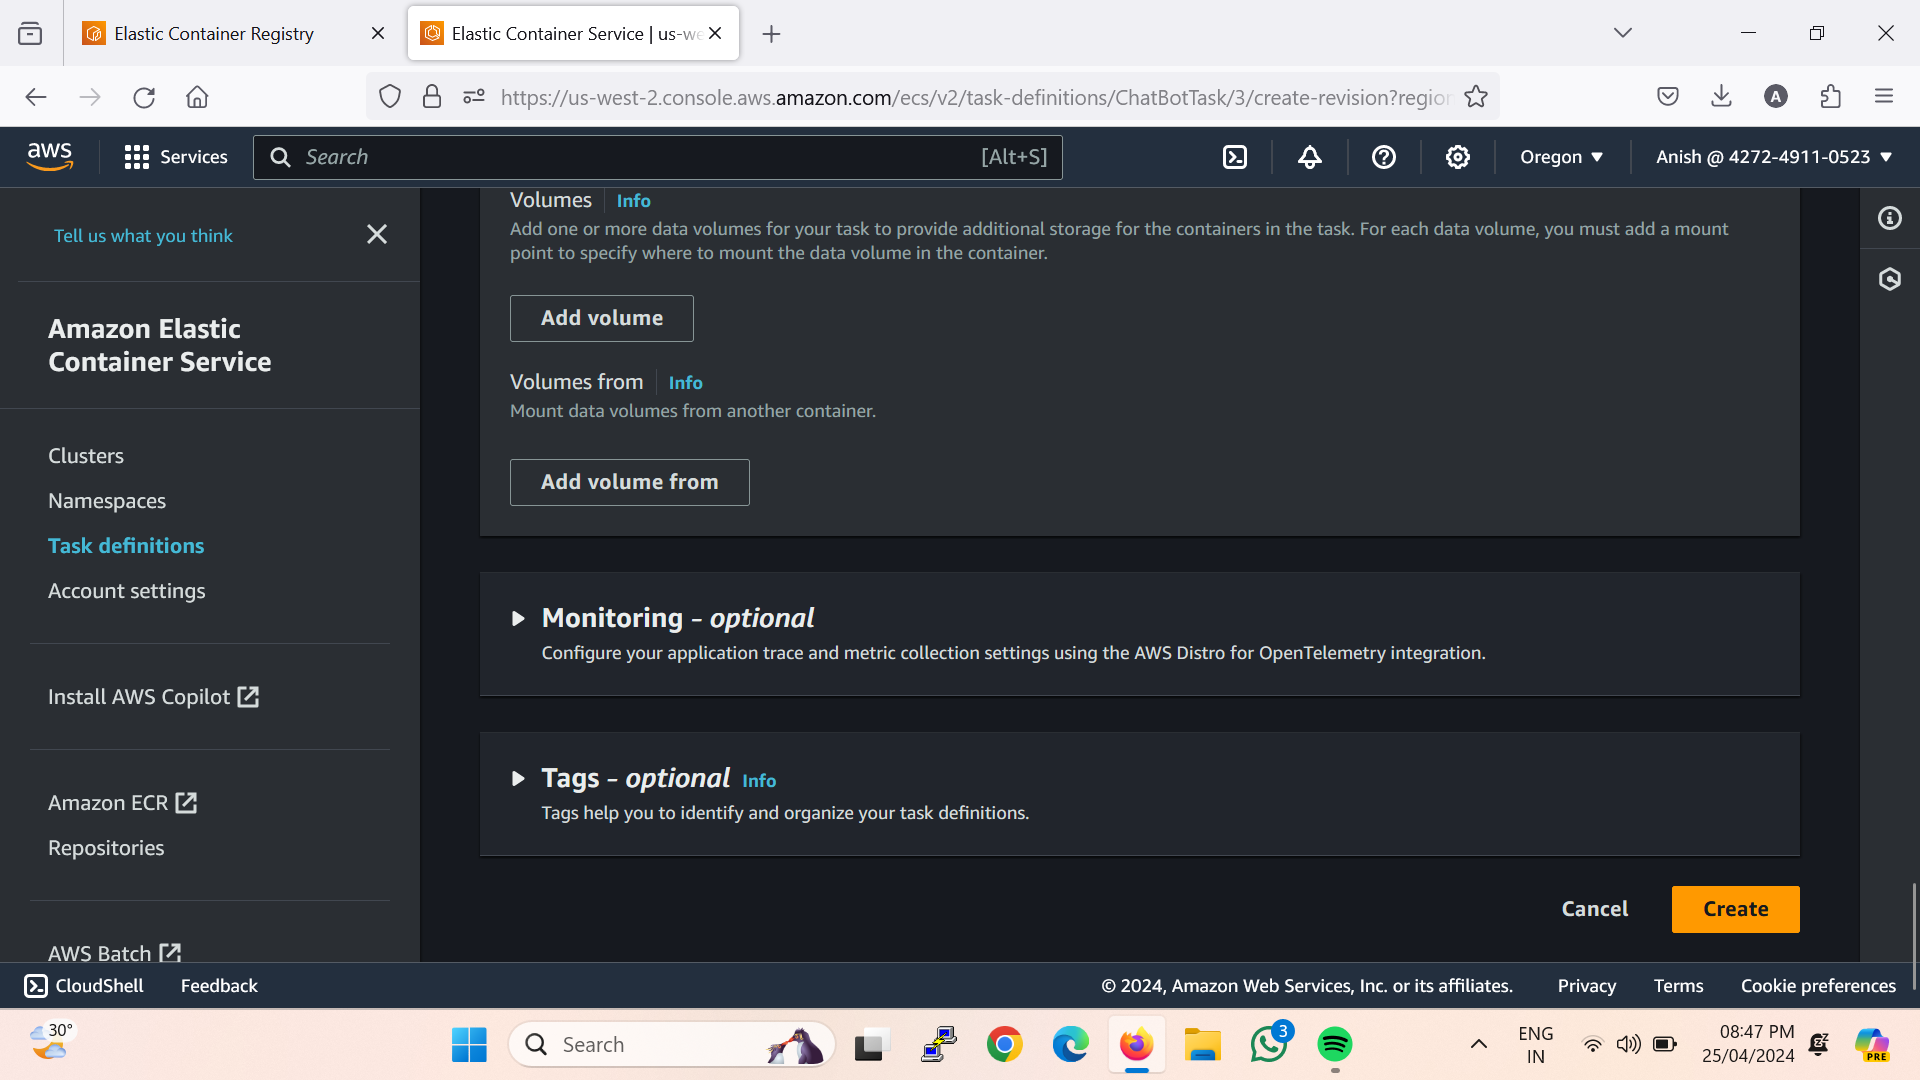 Elastic Container Registry
Elastic Container Service | us-we
https://us-west-2.console.aws.amazon.com/ecs/v2/task-definitions/ChatBotTask/3/create-revision?region
A
aws
Services
Search
[Alt+S]
Oregon
Anish @ 4272-4911-0523
Tell us what you think
Amazon Elastic
Container Service
Clusters
Namespaces
Task definitions
Account settings
Install AWS Copilot
Amazon ECR
Repositories
AWS Batch
Volumes
Info
Add one or more data volumes for your task to provide additional storage for the containers in the task. For each data volume, you must add a mount
point to specify where to mount the data volume in the container.
Add volume
Volumes from
Info
Mount data volumes from another container.
Add volume from
Monitoring - optional
Configure your application trace and metric collection settings using the AWS Distro for OpenTelemetry integration.
Tags - optional
Info
Tags help you to identify and organize your task definitions.
Cancel
Create
CloudShell
Feedback
© 2024, Amazon Web Services, Inc. or its affiliates.
Privacy
Terms
Cookie preferences
30°
Search
3
ENG
IN
08:47 PM
25/04/2024
PRE